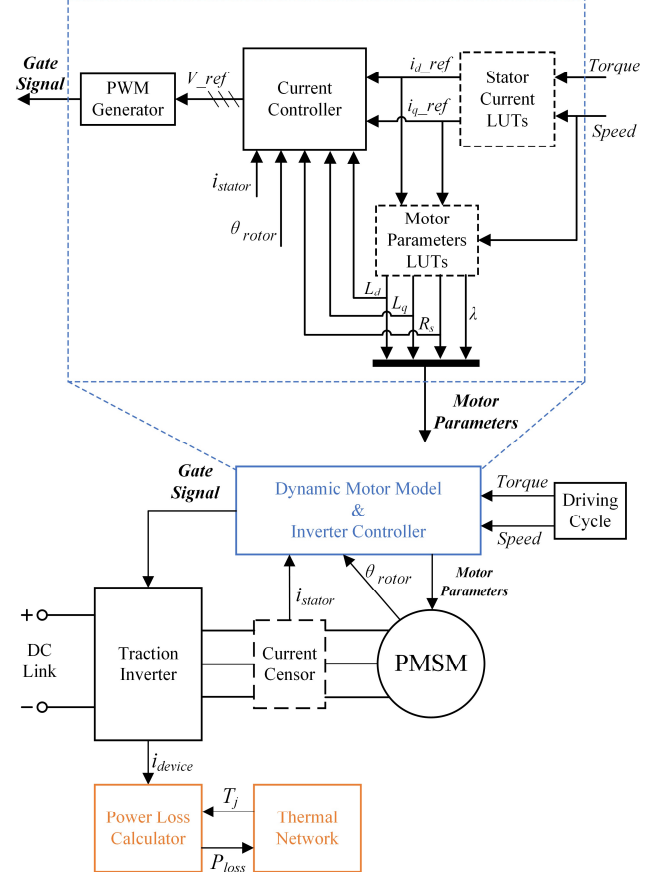 Gate
Signal
V_ref
i_d_ref
Torque
PWM
Generator
Current
Controller
i_q_ref
Stator
Current
LUTs
Speed
i_stator
θ_rotor
Motor
Parameters
LUTs
L_d
L_q
R_s
λ
Motor
Parameters
Gate
Signal
Dynamic Motor Model
&
Inverter Controller
Torque
Speed
Driving
Cycle
i_stator
θ_rotor
Motor
Parameters
+
DC
Link
−
Traction
Inverter
Current
Censor
PMSM
i_device
Power Loss
Calculator
T_j
P_loss
Thermal
Network